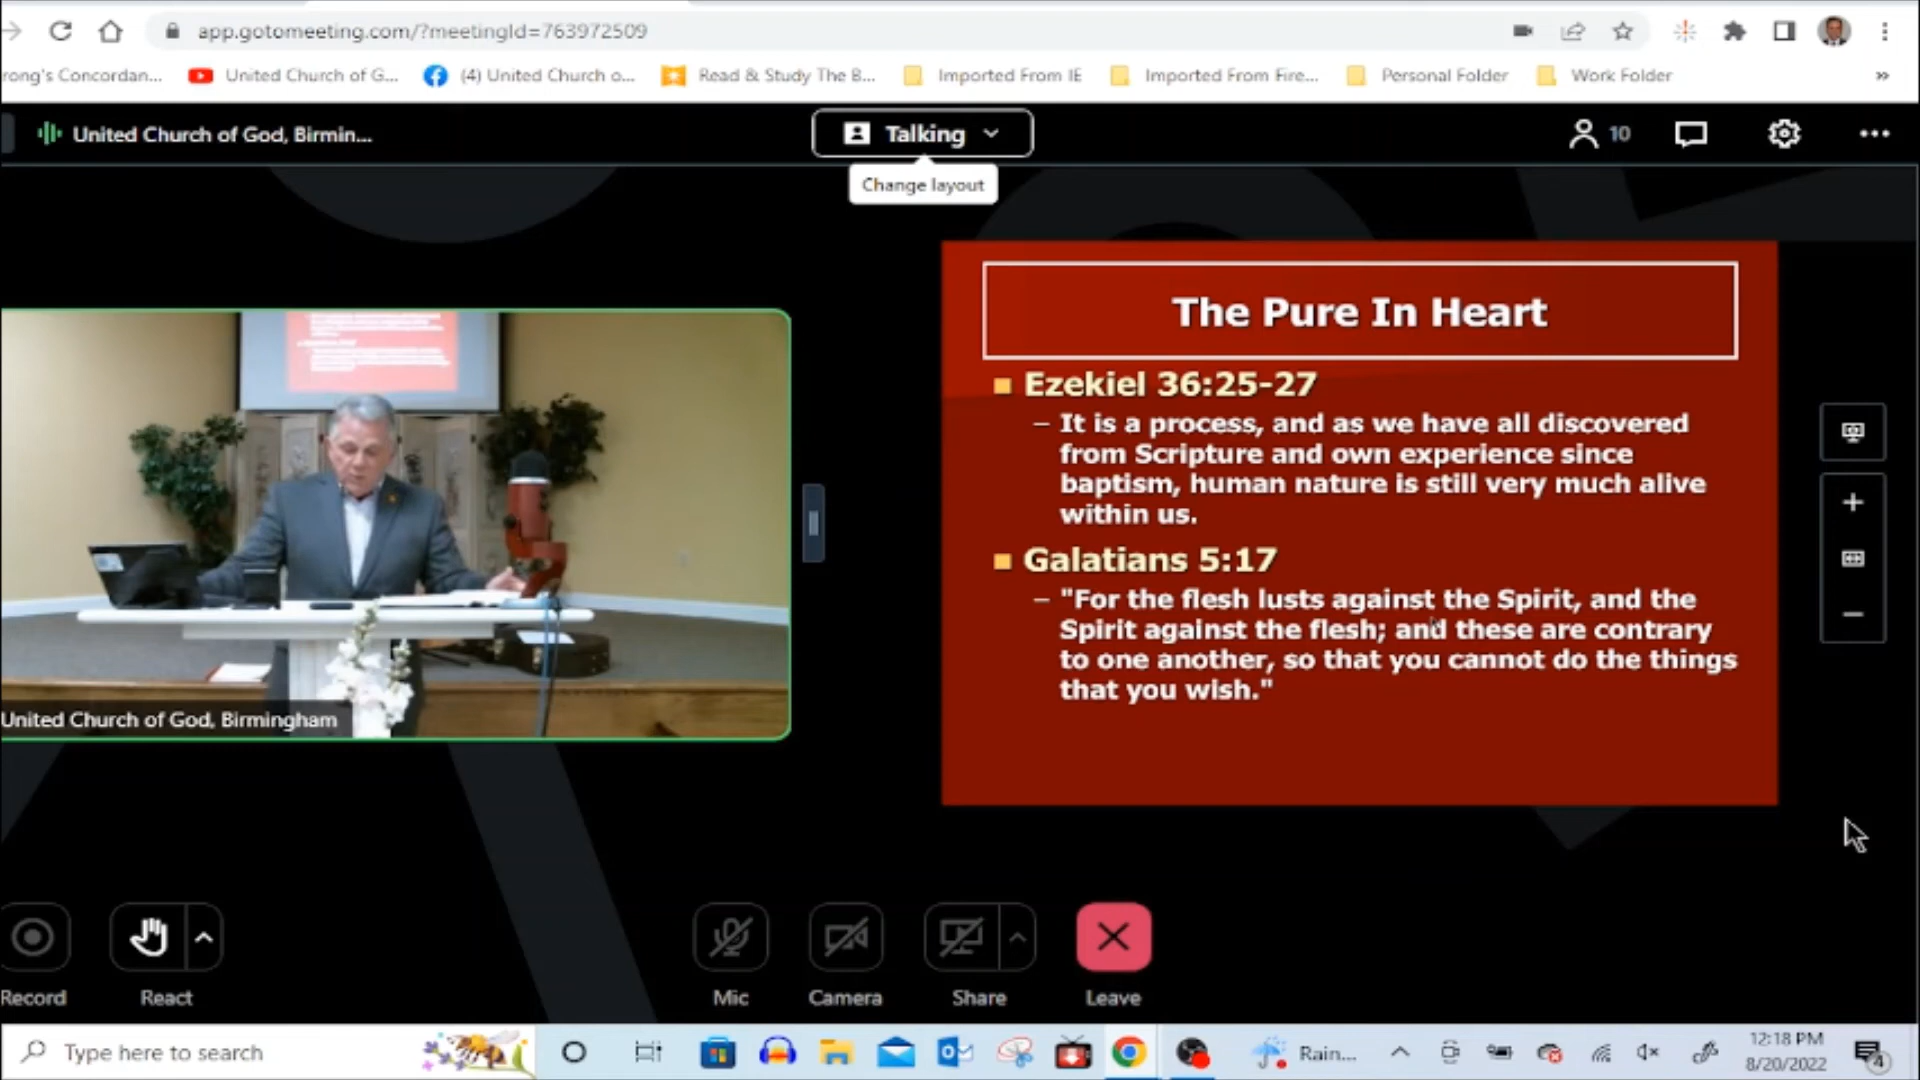 app.gotomeeting.com/?meetingId=763972509
rong's Concordan...
United Church of G...
(4) United Church o...
Read & Study The B...
Imported From IE
Imported From Fire...
Personal Folder
Work Folder
»
United Church of God, Birmin...
Talking
10
Change layout
The Pure In Heart
Ezekiel 36:25-27
– It is a process, and as we have all discovered
from Scripture and own experience since
baptism, human nature is still very much alive
within us.
Galatians 5:17
– "For the flesh lusts against the Spirit, and the
Spirit against the flesh; and these are contrary
to one another, so that you cannot do the things
that you wish."
United Church of God, Birmingham
Record
React
Mic
Camera
Share
Leave
Type here to search
Rain...
12:18 PM
8/20/2022
4